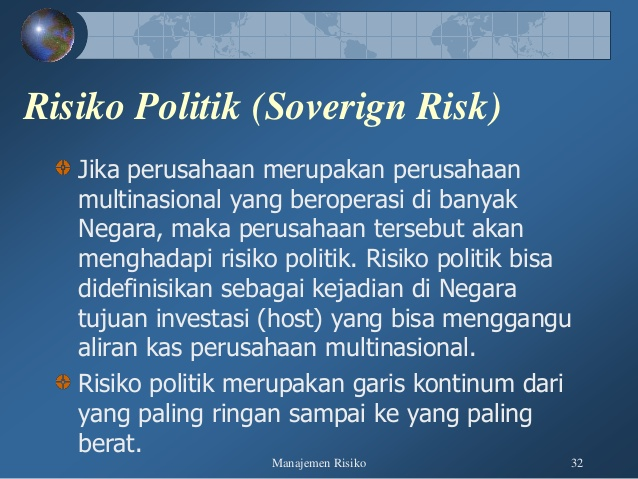 Risiko Politik (Soverign Risk)
Jika perusahaan merupakan perusahaan
multinasional yang beroperasi di banyak
Negara, maka perusahaan tersebut akan
menghadapi risiko politik. Risiko politik bisa
didefinisikan sebagai kejadian di Negara
tujuan investasi (host) yang bisa menggangu
aliran kas perusahaan multinasional.
Risiko politik merupakan garis kontinum dari
yang paling ringan sampai ke yang paling
berat.
Manajemen Risiko 32